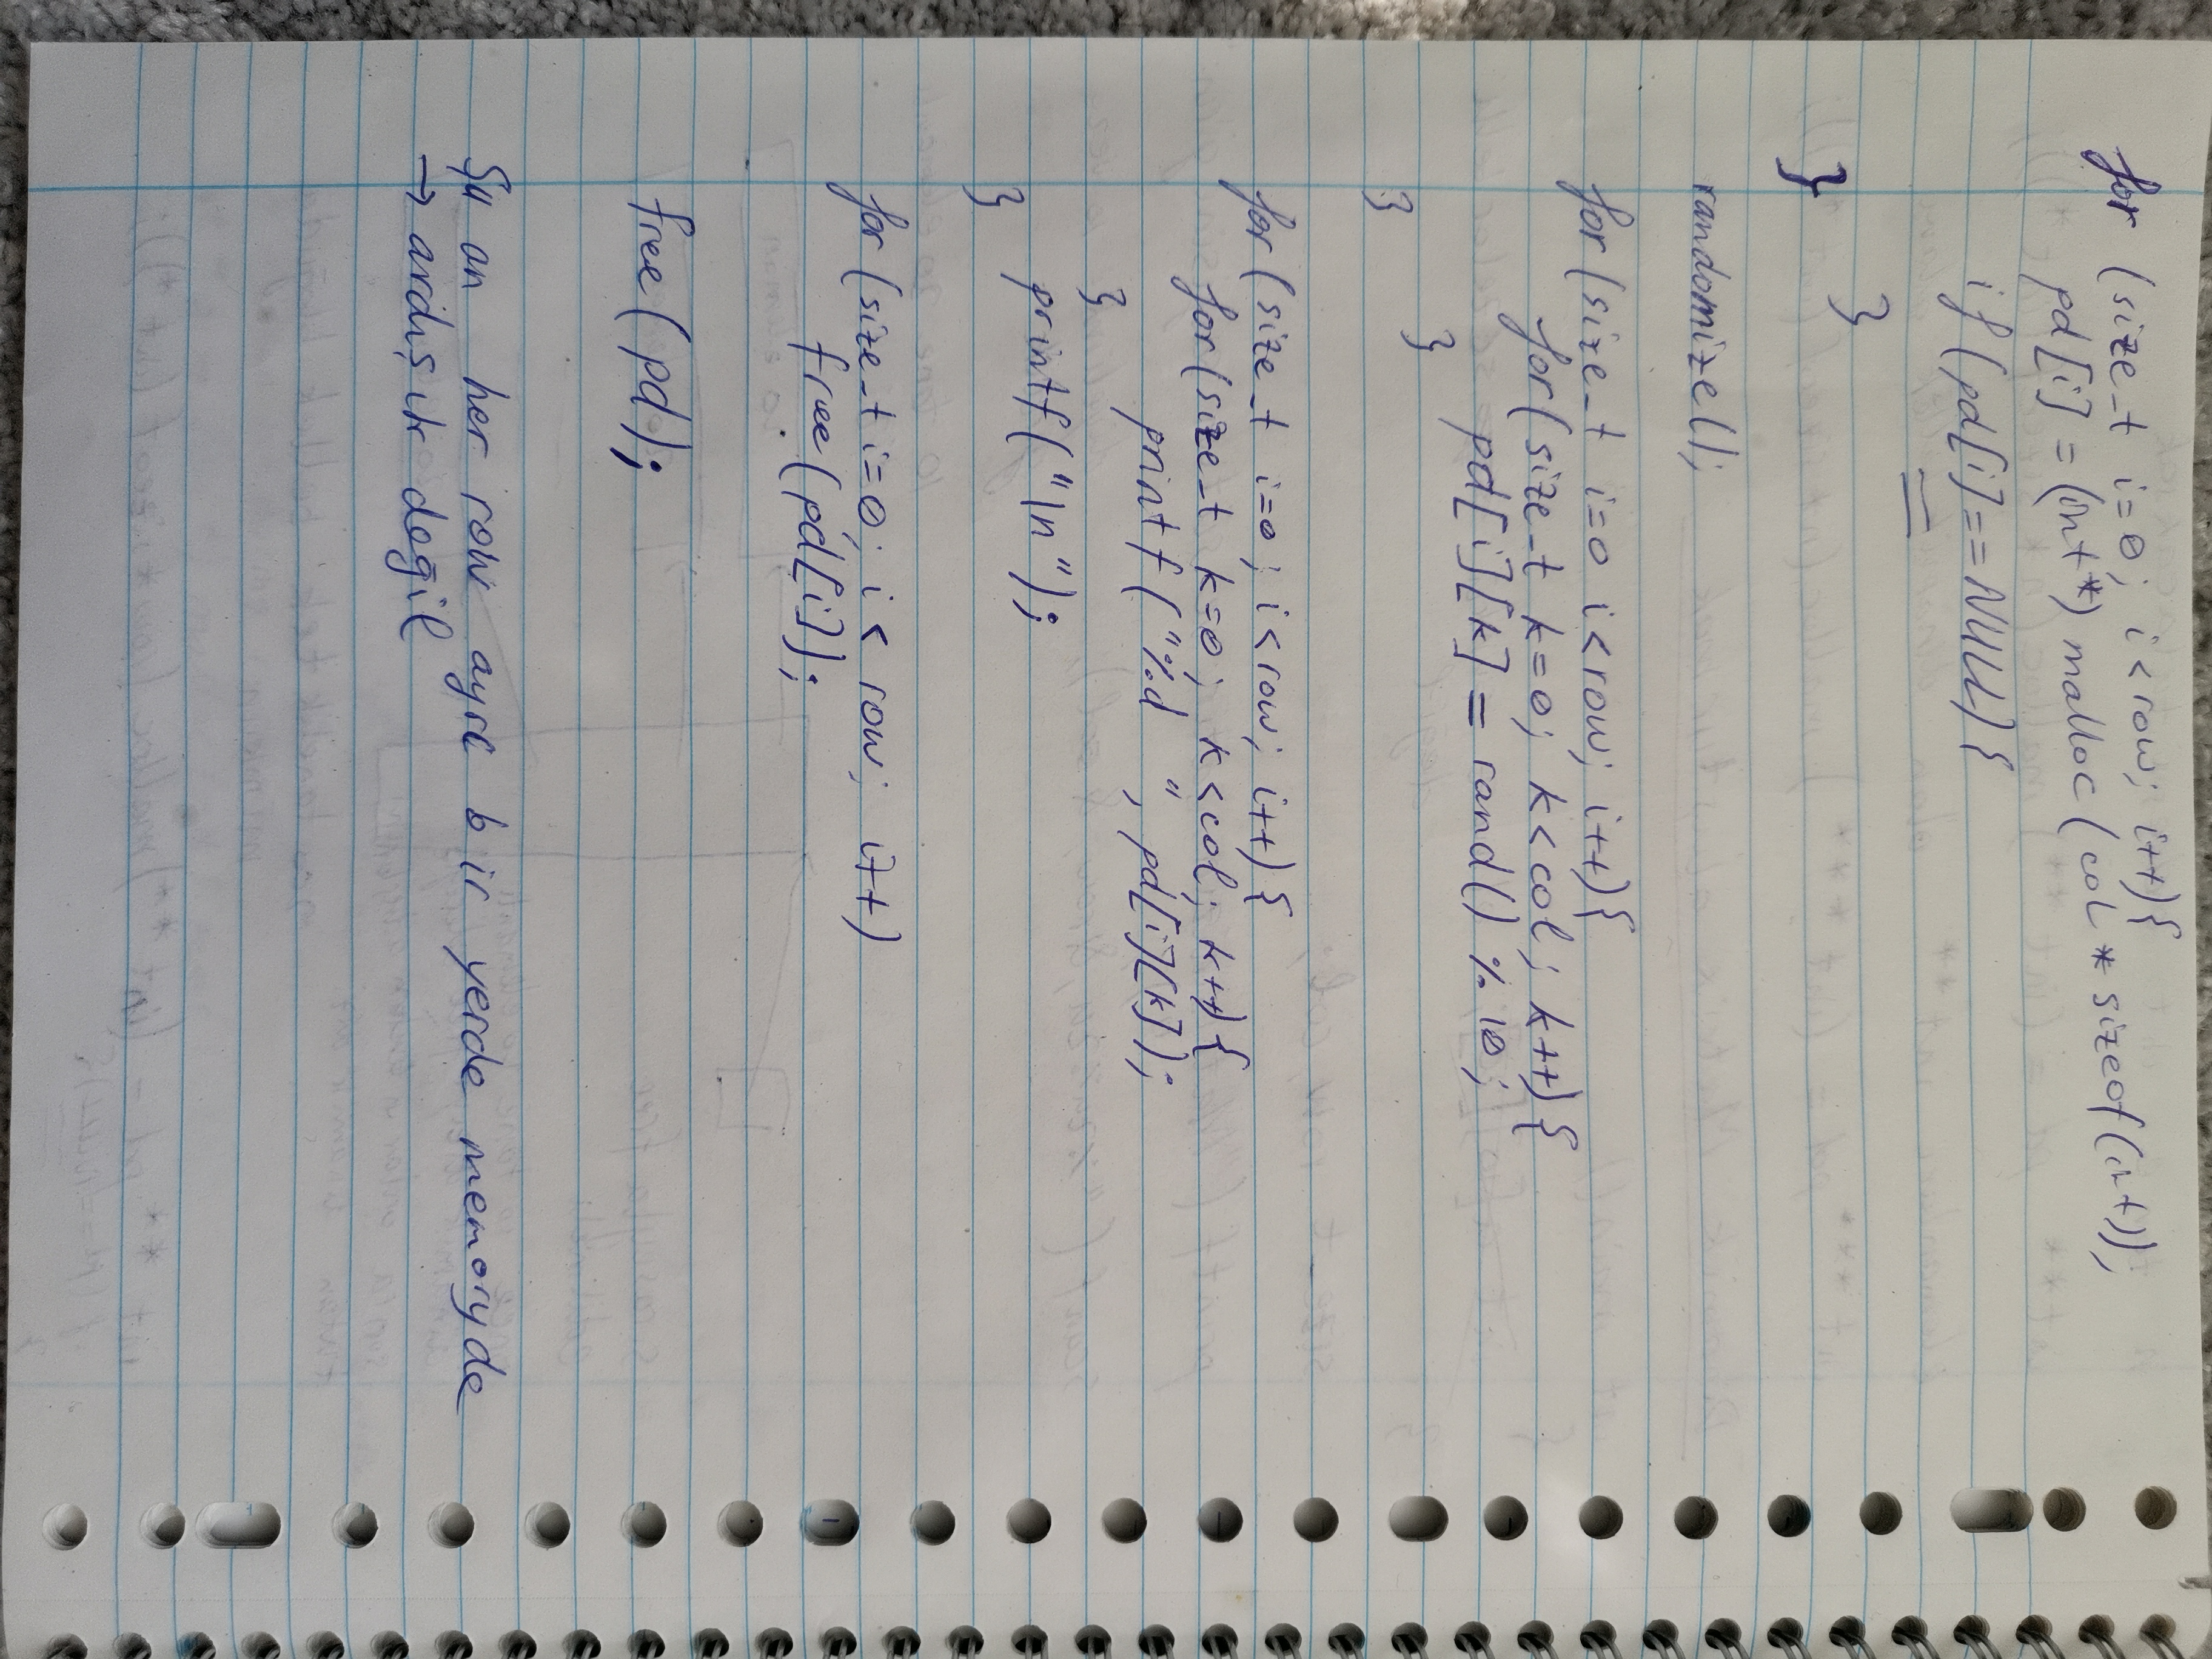 for (size_t i=0; i<row; i++){
pd[i] = (int*) malloc(col * sizeof(int));
if(pd[i]==NULL){
}
}
randomize();
for(size_t i=0 i<row; i++){
for(size_t k=0; k<col; k++){
pd[i][k] = rand() % 10;
}
}
for(size_t i=0; i<row; i++){
for(size_t k=0; k<col; k++){
printf("%d ", pd[i][k]);
}
printf("\n");
}
for(size_t i=0; i< row; i++)
free(pd[i]);
free(pd);
Şu an her row ayrı bir yerde memoryde
→ ardışık değil